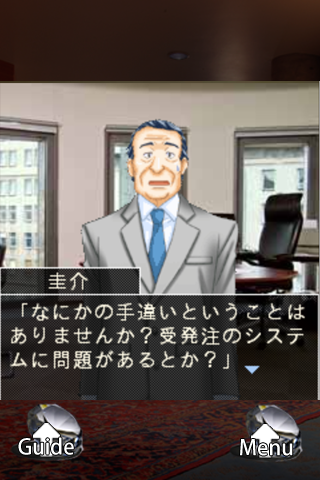 圭介
「なにかの手違いということは
ありませんか？受発注のシステ
ムに問題があるとか？」
Guide
Menu